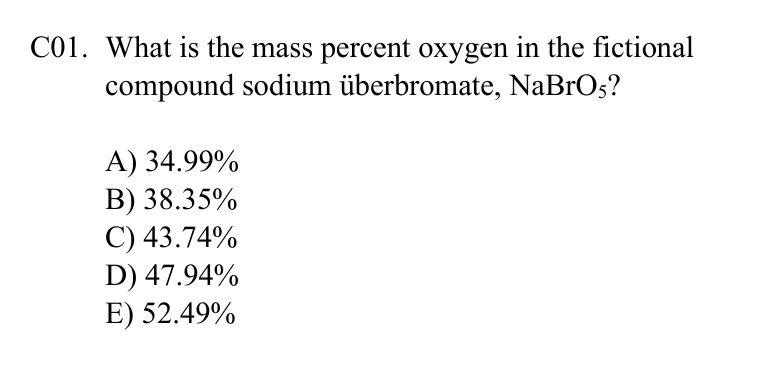 C01. What is the mass percent oxygen in the fictional
compound sodium überbromate, NaBrO₅?
A) 34.99%
B) 38.35%
C) 43.74%
D) 47.94%
E) 52.49%